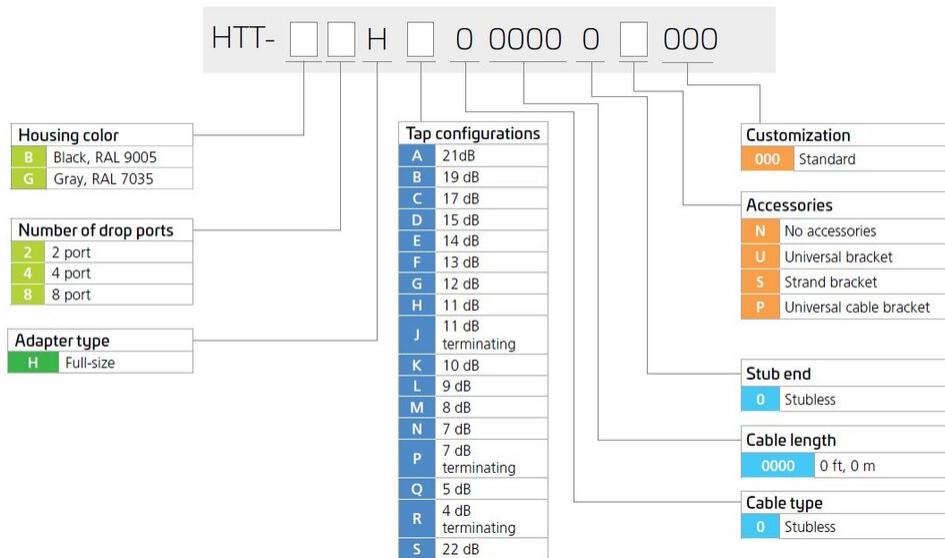 HTT- H 0 0000 0 000
Housing color
B Black, RAL 9005
G Gray, RAL 7035
Number of drop ports
2 2 port
4 4 port
8 8 port
Adapter type
H Full-size
Tap configurations
A 21dB
B 19 dB
C 17 dB
D 15 dB
E 14 dB
F 13 dB
G 12 dB
H 11 dB
J 11 dB
terminating
K 10 dB
L 9 dB
M 8 dB
N 7 dB
P 7 dB
terminating
Q 5 dB
R 4 dB
terminating
S 22 dB
Customization
000 Standard
Accessories
N No accessories
U Universal bracket
S Strand bracket
P Universal cable bracket
Stub end
0 Stubless
Cable length
0000 0 ft, 0 m
Cable type
0 Stubless